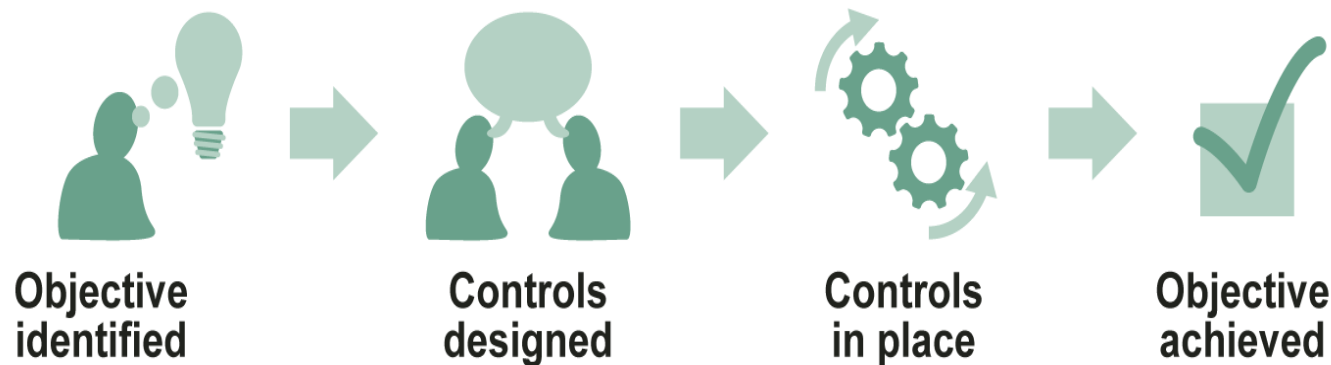 Objective
identified
Controls
designed
Controls
in place
Objective
achieved